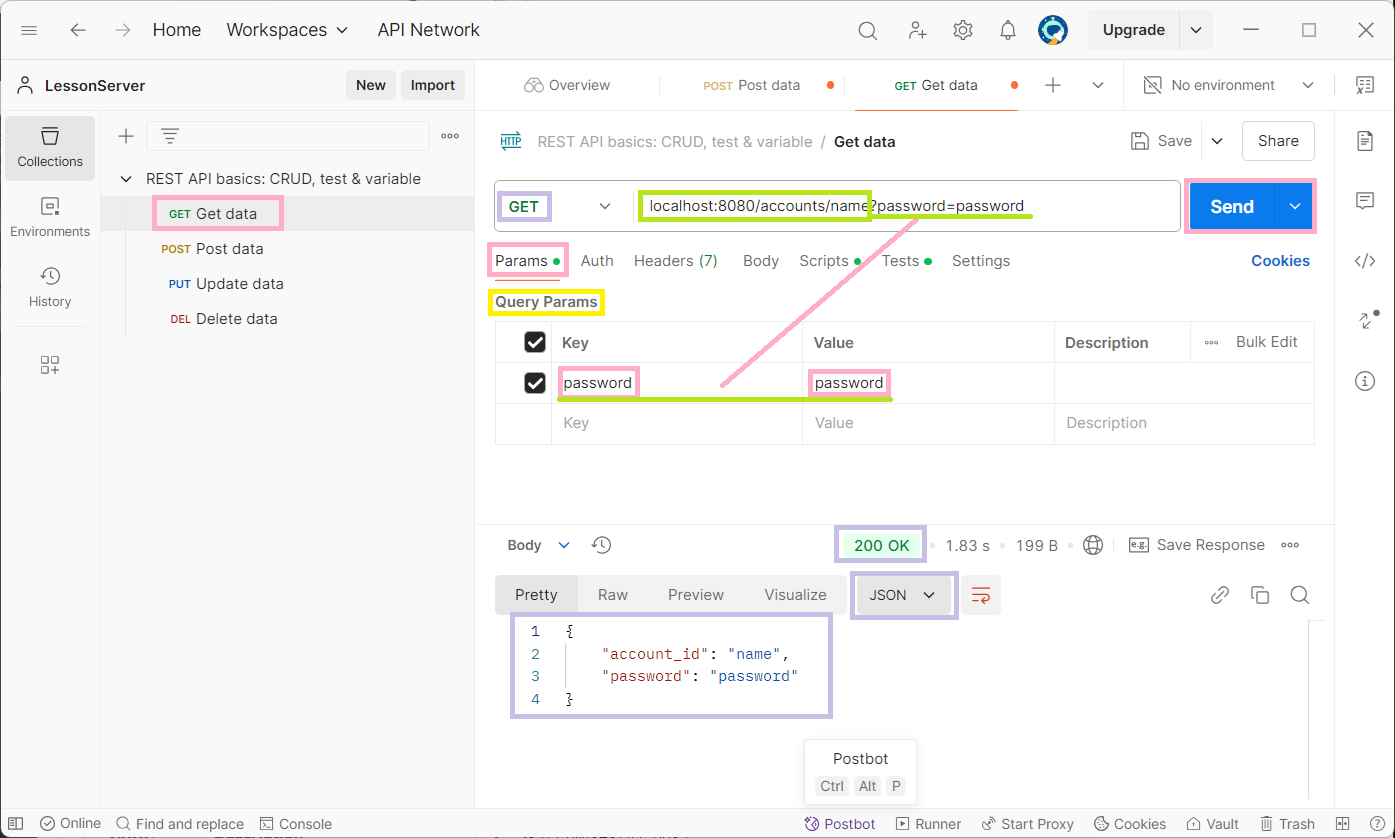 Home Workspaces API Network Upgrade
LessonServer New Import
Overview POST Post data GET Get data No environment
Collections
Environments
History
REST API basics: CRUD, test & variable
GET Get data
POST Post data
PUT Update data
DEL Delete data
HTTP REST API basics: CRUD, test & variable / Get data Save Share
GET localhost:8080/accounts/name?password=password Send
Params Auth Headers (7) Body Scripts Tests Settings Cookies
Query Params
Key Value Description Bulk Edit
password password
Key Value Description
Body 200 OK 1.83 s 199 B e.g. Save Response
Pretty Raw Preview Visualize JSON
1 {
2 "account_id": "name",
3 "password": "password"
4 }
Postbot
Ctrl Alt P
Online Find and replace Console Postbot Runner Start Proxy Cookies Vault Trash